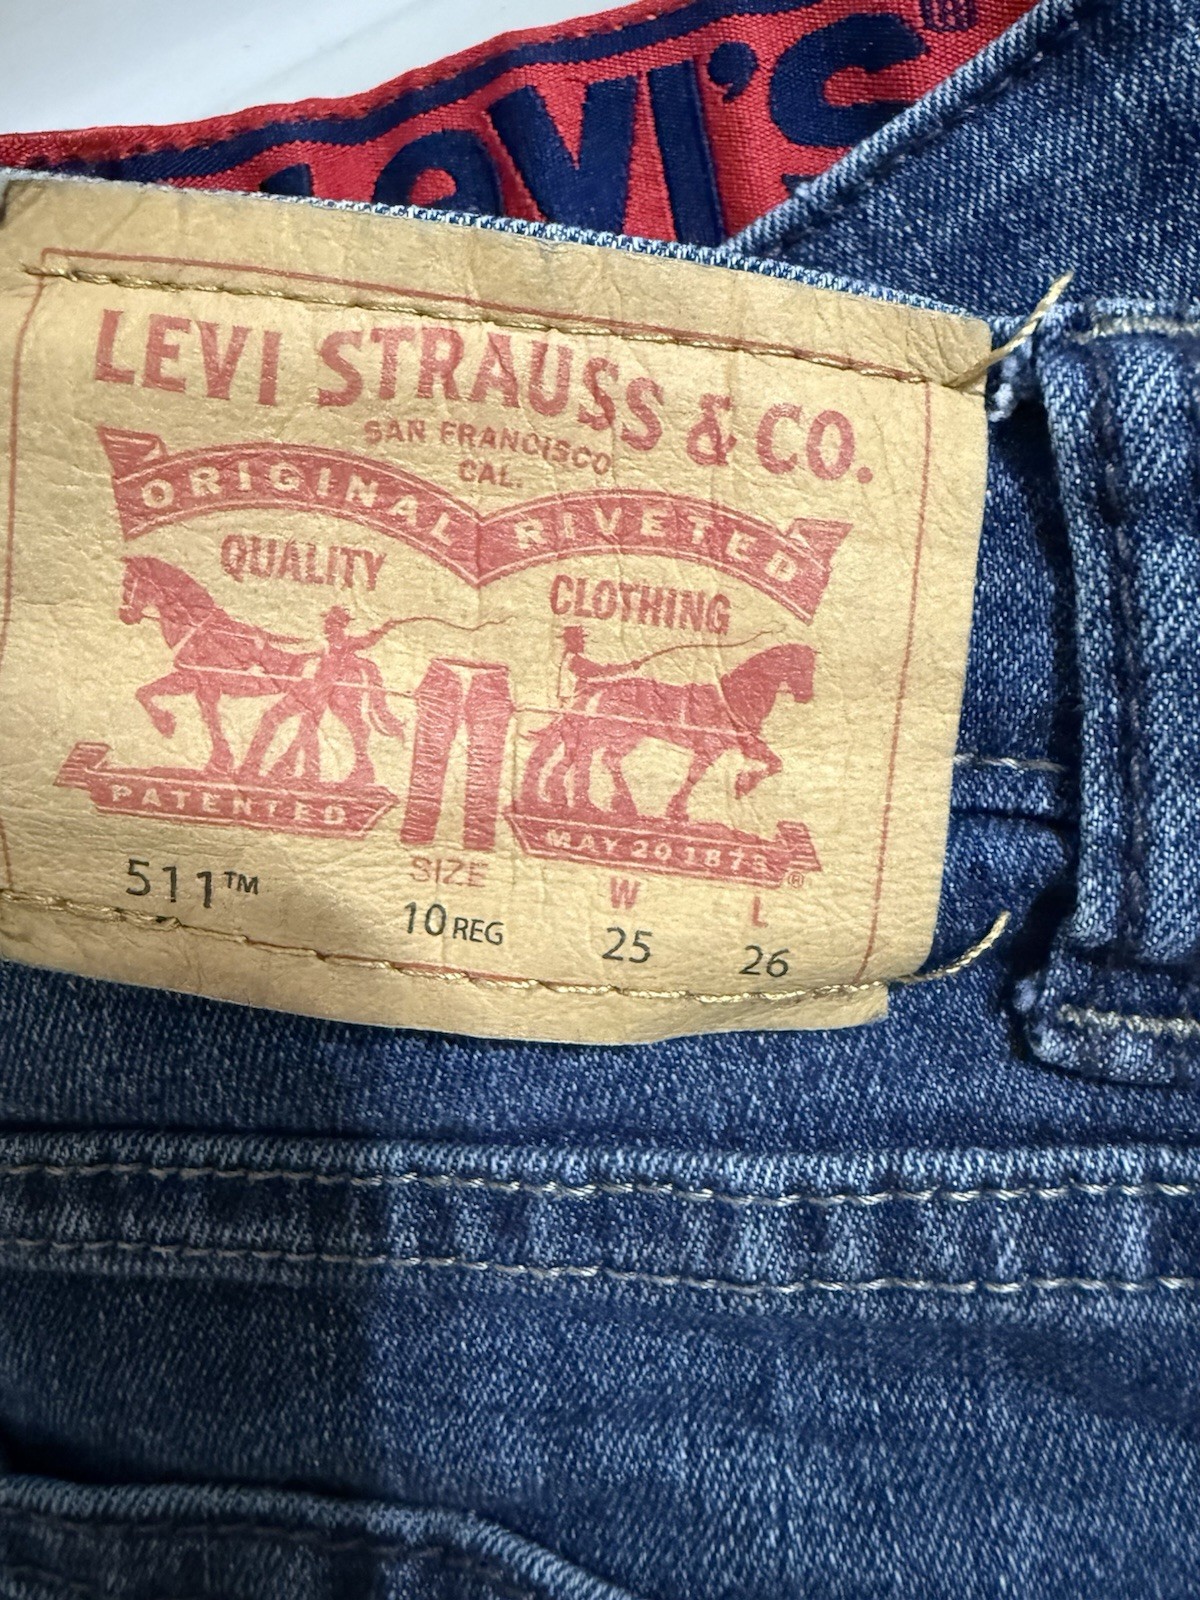 Levi's®
LEVI STRAUSS & CO.
SAN FRANCISCO
CAL.
ORIGINAL RIVETED
QUALITY CLOTHING
PATENTED MAY 20 1873 ®
511™ SIZE W L
10 REG 25 26